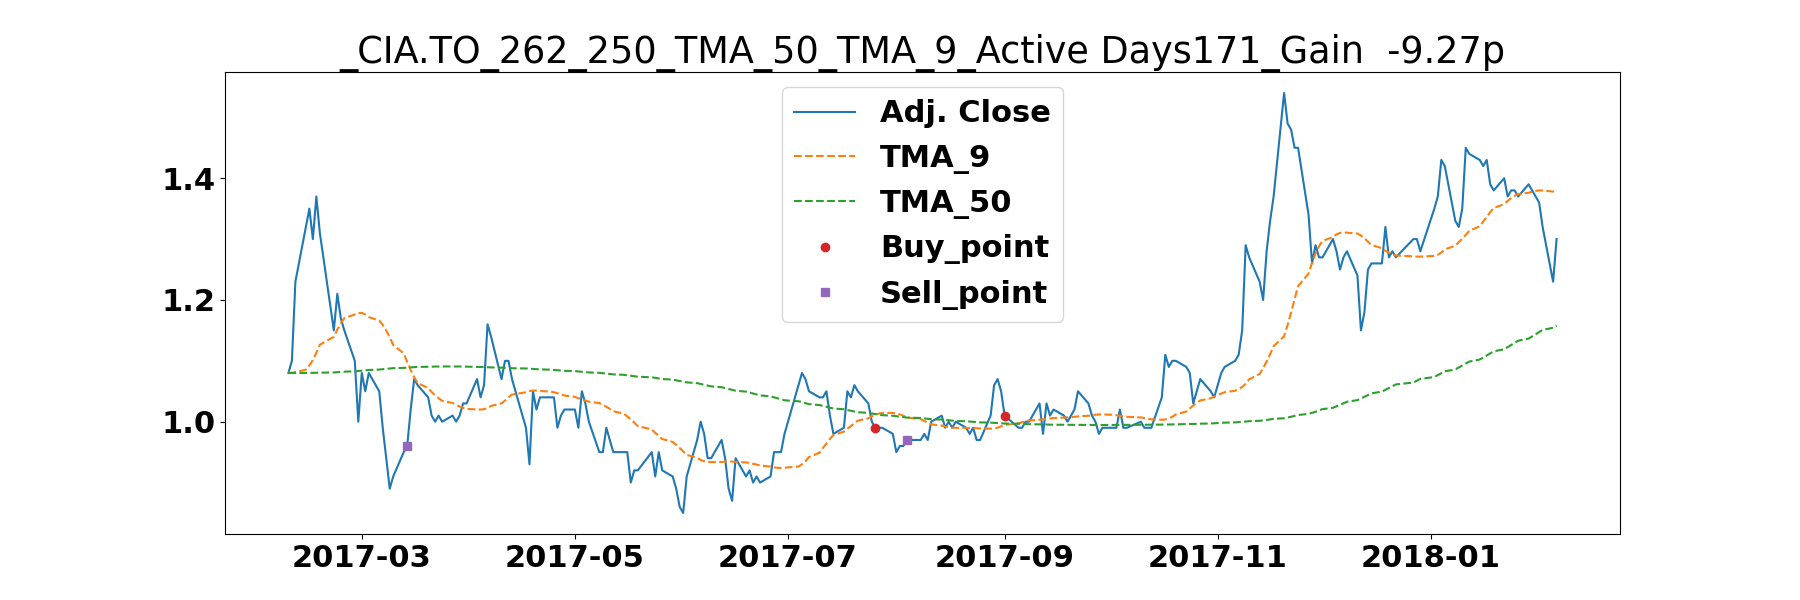 _CIA.TO_262_250_TMA_50_TMA_9_Active Days171_Gain  -9.27p
Adj. Close
TMA_9
TMA_50
Buy_point
Sell_point
1.4
1.2
1.0
2017-03 2017-05 2017-07 2017-09 2017-11 2018-01